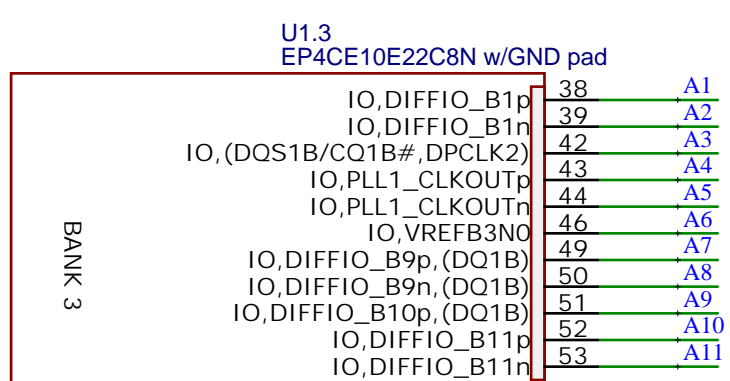 U1.3
EP4CE10E22C8N w/GND pad
IO,DIFFIO_B1p 38 A1
IO,DIFFIO_B1n 39 A2
IO,(DQS1B/CQ1B#,DPCLK2) 42 A3
IO,PLL1_CLKOUTp 43 A4
IO,PLL1_CLKOUTn 44 A5
IO,VREFB3N0 46 A6
IO,DIFFIO_B9p,(DQ1B) 49 A7
IO,DIFFIO_B9n,(DQ1B) 50 A8
IO,DIFFIO_B10p,(DQ1B) 51 A9
IO,DIFFIO_B11p 52 A10
IO,DIFFIO_B11n 53 A11
BANK 3